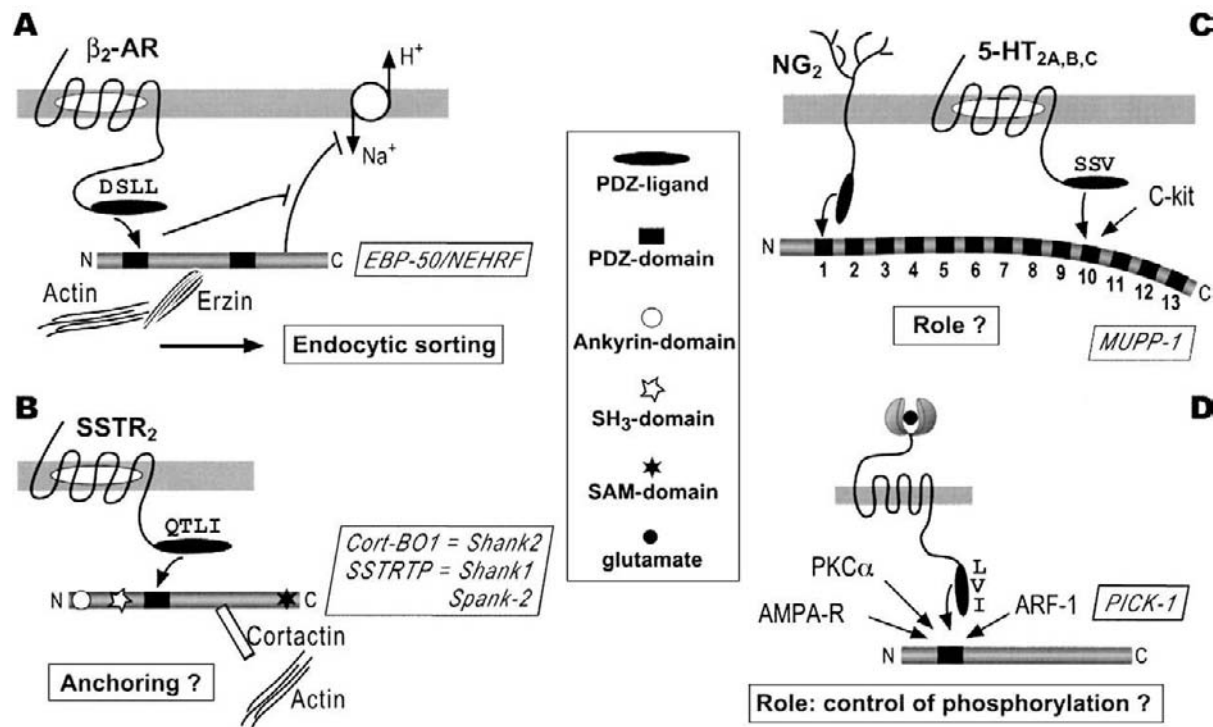 A
β₂-AR
H⁺
Na⁺
DSLL
N
C
EBP-50/NEHRF
Actin
Erzin
Endocytic sorting
B
SSTR₂
QTLI
Cort-BO1 = Shank2
SSTRTP = Shank1
Spank-2
N
C
Cortactin
Anchoring ?
Actin
PDZ-ligand
PDZ-domain
Ankyrin-domain
SH₃-domain
SAM-domain
glutamate
C
NG₂
5-HT₂A,B,C
SSV
C-kit
N
1 2 3 4 5 6 7 8 9 10 11 12 13
C
Role ?
MUPP-1
D
PKCα
L
V
I
AMPA-R
ARF-1
PICK-1
N
C
Role: control of phosphorylation ?